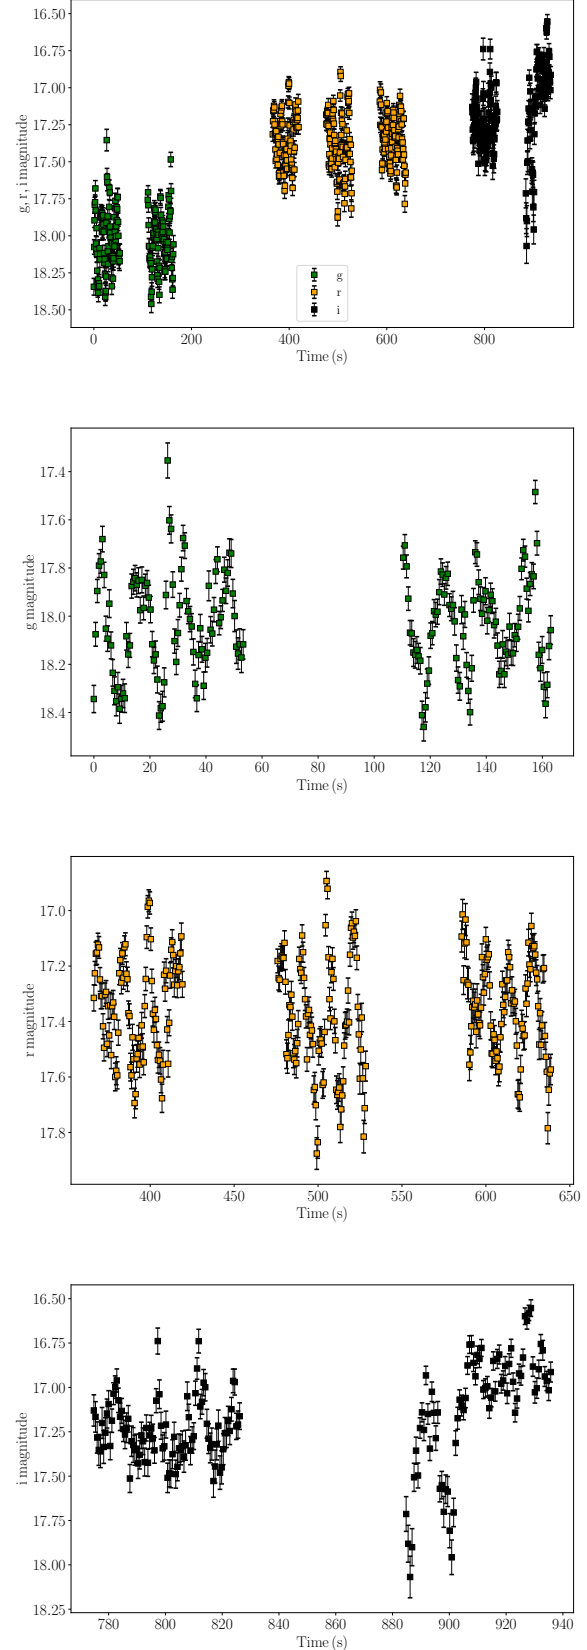 16.50
16.75
17.00
17.25
17.50
17.75
18.00
18.25
18.50
g, r, i magnitude
g
r
i
0 200 400 600 800
Time (s)
17.4
17.6
17.8
18.0
18.2
18.4
g magnitude
0 20 40 60 80 100 120 140 160
Time (s)
17.0
17.2
17.4
17.6
17.8
r magnitude
400 450 500 550 600 650
Time (s)
16.50
16.75
17.00
17.25
17.50
17.75
18.00
18.25
i magnitude
780 800 820 840 860 880 900 920 940
Time (s)